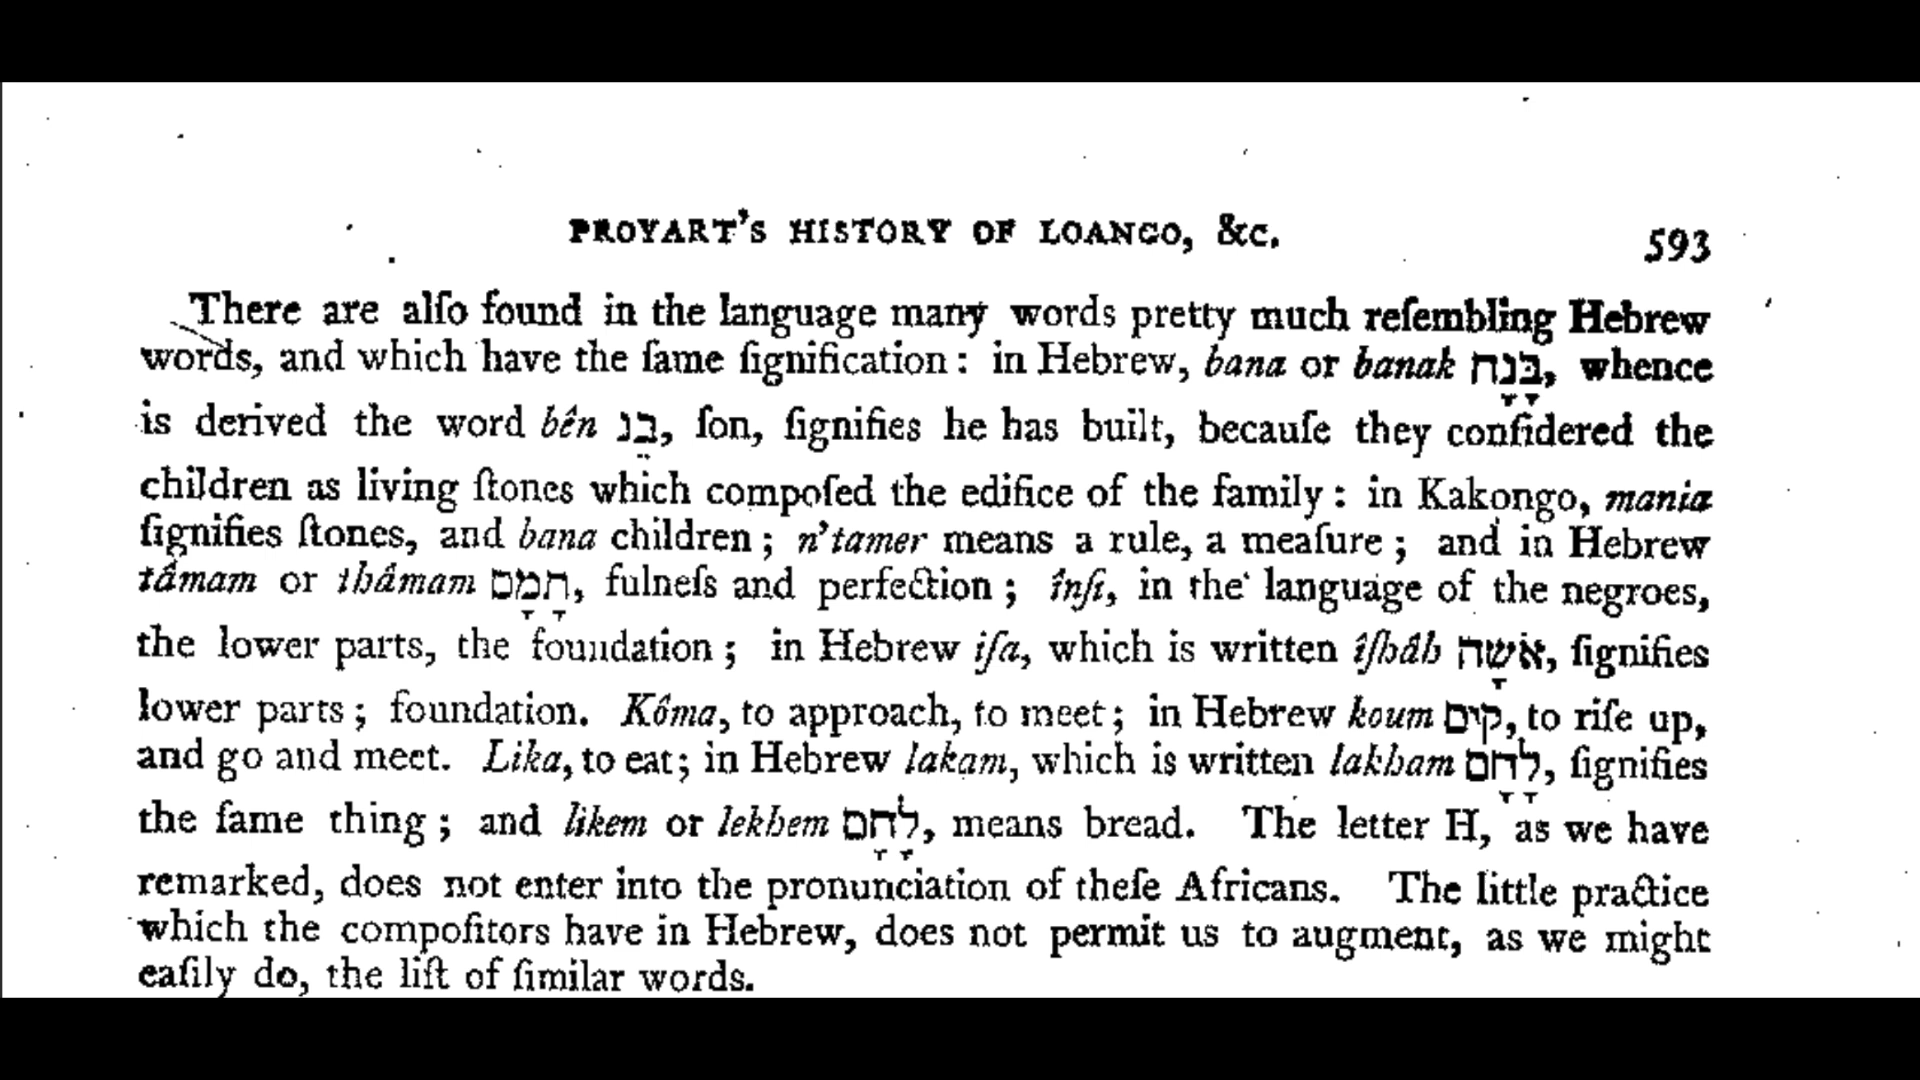 PROYART'S HISTORY OF LOANGO, &c. 593
There are alſo found in the language many words pretty much reſembling Hebrew
words, and which have the ſame ſignification: in Hebrew, bana or banak בָּנָח, whence
is derived the word bên בֵּנ, ſon, ſignifies he has built, becauſe they conſidered the
children as living ſtones which compoſed the edifice of the family: in Kakongo, mania
ſignifies ſtones, and bana children; n'tamer means a rule, a meaſure; and in Hebrew
tâmam or thâmam תָמָם, fulneſs and perfection; înſi, in the language of the negroes,
the lower parts, the foundation; in Hebrew iſa, which is written îſhâh אשָׁה, ſignifies
lower parts; foundation. Kôma, to approach, to meet; in Hebrew koum קים, to riſe up,
and go and meet. Lika, to eat; in Hebrew lakam, which is written lakham לָחָם, ſignifies
the ſame thing; and likem or lekhem לָחָם, means bread. The letter H, as we have
remarked, does not enter into the pronunciation of theſe Africans. The little practice
which the compoſitors have in Hebrew, does not permit us to augment, as we might
eaſily do, the liſt of ſimilar words.